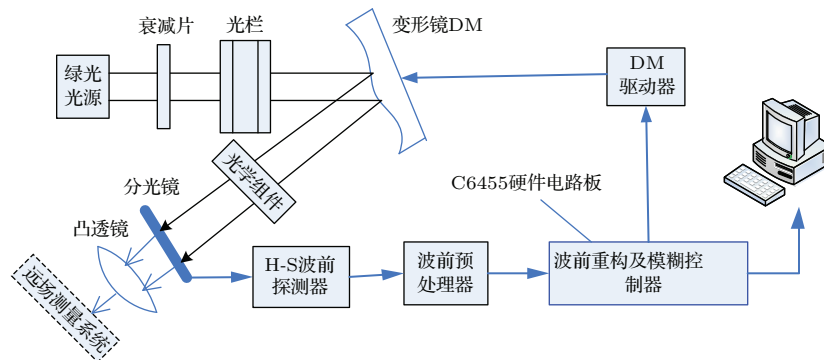 衰减片
光栏
变形镜DM
绿光
光源
DM
驱动器
光学组件
C6455硬件电路板
分光镜
凸透镜
H-S波前
探测器
波前预
处理器
波前重构及模糊控
制器
远场测量系统